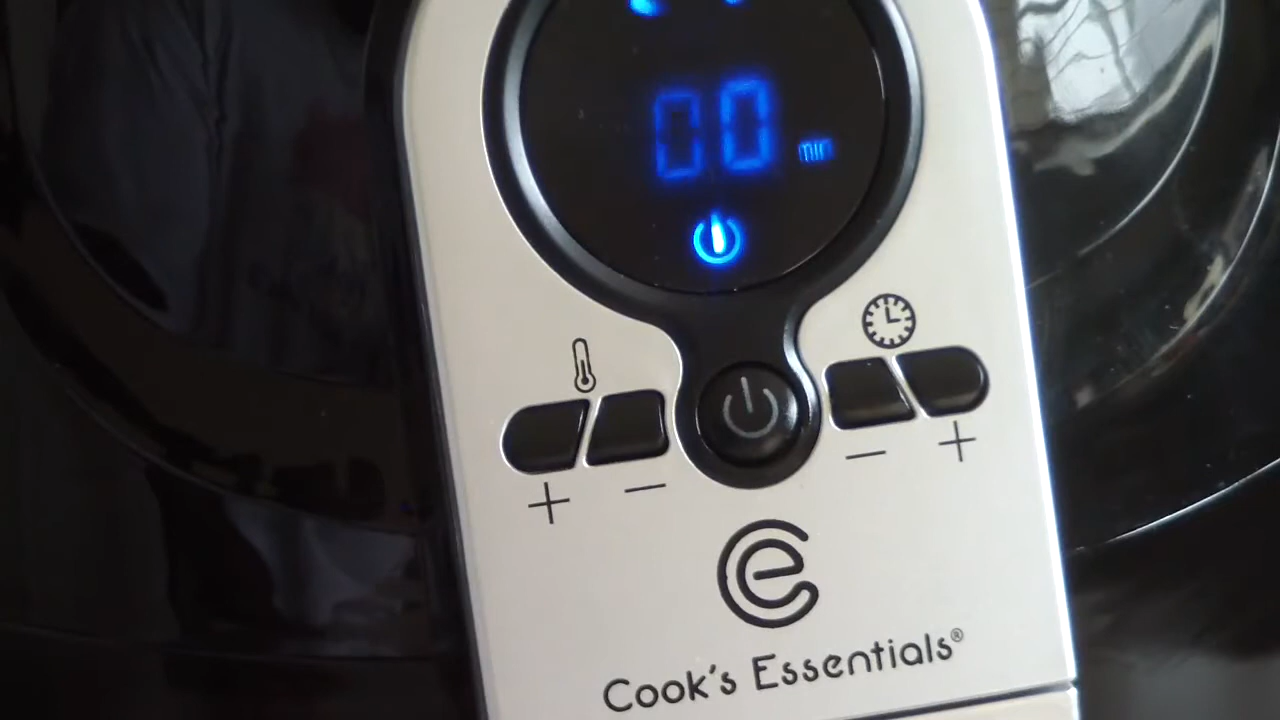 00 min
+ − − +
Cook's Essentials®